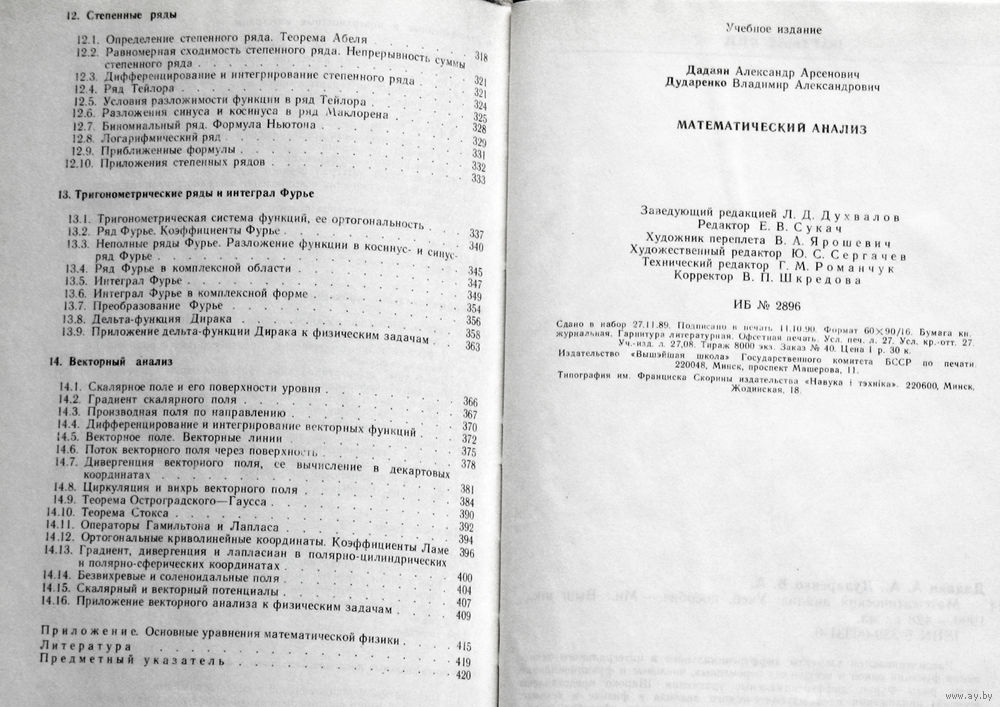 12. Степенные ряды
12.1. Определение степенного ряда. Теорема Абеля . . . . . 318
12.2. Равномерная сходимость степенного ряда. Непрерывность суммы
степенного ряда . . . . . 321
12.3. Дифференцирование и интегрирование степенного ряда . . . 321
12.4. Ряд Тейлора . . . . . 324
12.5. Условия разложимости функции в ряд Тейлора . . . . . 325
12.6. Разложения синуса и косинуса в ряд Маклорена . . . . . 328
12.7. Биномиальный ряд. Формула Ньютона . . . . . 329
12.8. Логарифмический ряд . . . . . 331
12.9. Приближенные формулы . . . . . 332
12.10. Приложения степенных рядов . . . . . 333
13. Тригонометрические ряды и интеграл Фурье
13.1. Тригонометрическая система функций, ее ортогональность . . . 337
13.2. Ряд Фурье. Коэффициенты Фурье . . . . . 340
13.3. Неполные ряды Фурье. Разложение функции в косинус- и синус-
ряд Фурье . . . . . 345
13.4. Ряд Фурье в комплексной области . . . . . 347
13.5. Интеграл Фурье . . . . . 349
13.6. Интеграл Фурье в комплексной форме . . . . . 354
13.7. Преобразование Фурье . . . . . 356
13.8. Дельта-функция Дирака . . . . . 358
13.9. Приложение дельта-функции Дирака к физическим задачам . . . 363
14. Векторный анализ
14.1. Скалярное поле и его поверхности уровня . . . . . 366
14.2. Градиент скалярного поля . . . . . 367
14.3. Производная поля по направлению . . . . . 370
14.4. Дифференцирование и интегрирование векторных функций . . . 372
14.5. Векторное поле. Векторные линии . . . . . 375
14.6. Поток векторного поля через поверхность . . . . . 378
14.7. Дивергенция векторного поля, ее вычисление в декартовых
координатах . . . . . 381
14.8. Циркуляция и вихрь векторного поля . . . . . 384
14.9. Теорема Остроградского—Гаусса . . . . . 390
14.10. Теорема Стокса . . . . . 392
14.11. Операторы Гамильтона и Лапласа . . . . . 394
14.12. Ортогональные криволинейные координаты. Коэффициенты Ламе 396
14.13. Градиент, дивергенция и лапласиан в полярно-цилиндрических
и полярно-сферических координатах . . . . . 400
14.14. Безвихревые и соленоидальные поля . . . . . 404
14.15. Скалярный и векторный потенциалы . . . . . 407
14.16. Приложение векторного анализа к физическим задачам . . . 409
Приложение. Основные уравнения математической физики . . . 415
Литература . . . . . 419
Предметный указатель . . . . . 420
Учебное издание
Дадаян Александр Арсенович
Дударенко Владимир Александрович
МАТЕМАТИЧЕСКИЙ АНАЛИЗ
Заведующий редакцией Л. Д. Духвалов
Редактор Е. В. Сукач
Художник переплета В. А. Ярошевич
Художественный редактор Ю. С. Сергачев
Технический редактор Г. М. Романчук
Корректор В. П. Шкредова
ИБ № 2896
Сдано в набор 27.11.89. Подписано в печать 11.10.90. Формат 60×90/16. Бумага кн.
журнальная. Гарнитура литературная. Офсетная печать. Усл. печ. л. 27. Усл. кр.-отт. 27.
Уч.-изд. л. 27,08. Тираж 8000 экз. Заказ № 40. Цена 1 р. 30 к.
Издательство «Вышэйшая школа» Государственного комитета БССР по печати.
220048, Минск, проспект Машерова, 11.
Типография им. Франциска Скорины издательства «Навука і тэхніка». 220600, Минск,
Жодинская, 18.
www.ay.by